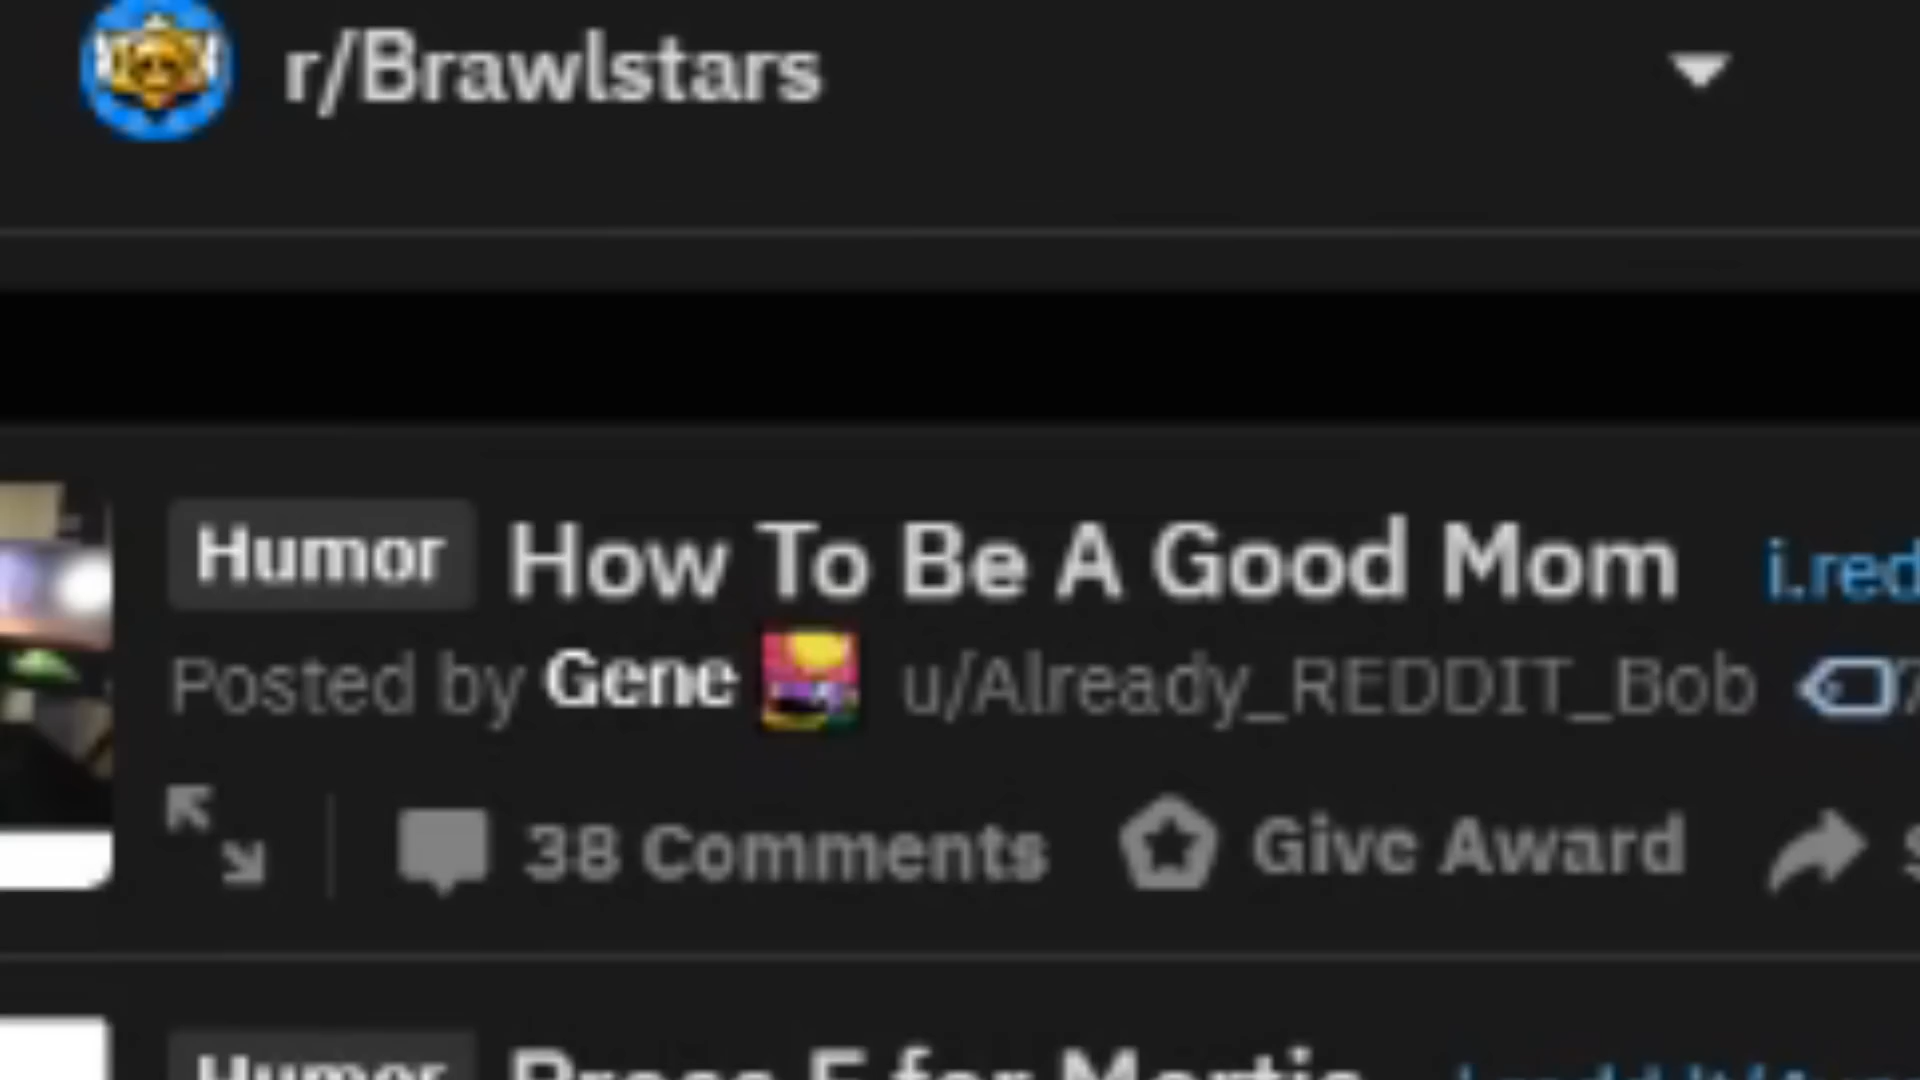 r/Brawlstars
Humor How To Be A Good Mom i.red
Posted by Gene u/Already_REDDIT_Bob
38 Comments Give Award
Humor Press F for Mortis